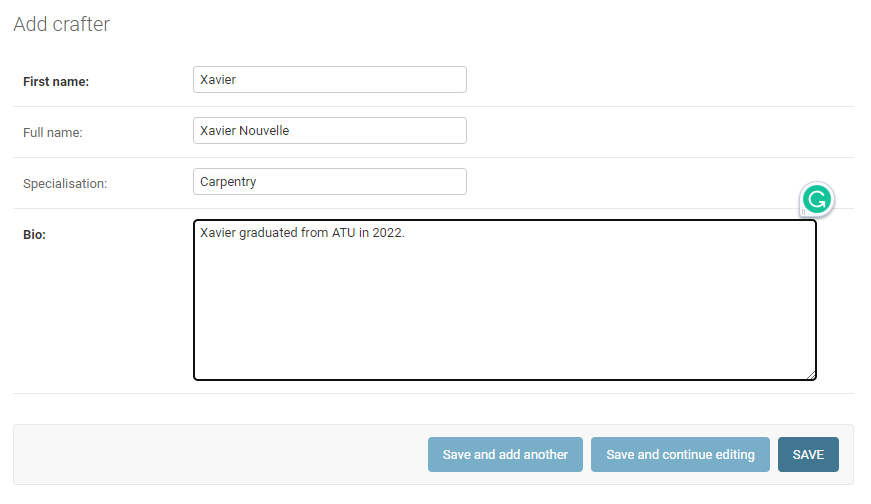 Add crafter
First name: Xavier
Full name: Xavier Nouvelle
Specialisation: Carpentry
Bio: Xavier graduated from ATU in 2022.
Save and add another Save and continue editing SAVE